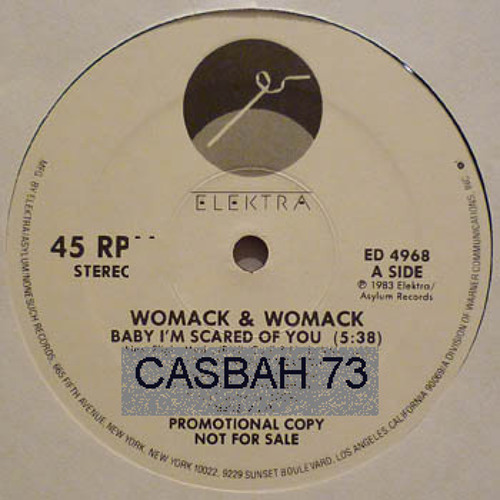 ELEKTRA
45 RP
STEREC
ED 4968
A SIDE
℗ 1983 Elektra/
Asylum Records
WOMACK & WOMACK
BABY I'M SCARED OF YOU (5:38)
CASBAH 73
PROMOTIONAL COPY
NOT FOR SALE
MFG. BY ELEKTRA/ASYLUM/NONESUCH RECORDS, 665 FIFTH AVENUE, NEW YORK, NEW YORK 10022, 9229 SUNSET BOULEVARD, LOS ANGELES, CALIFORNIA 90069/A DIVISION OF WARNER COMMUNICATIONS, INC.